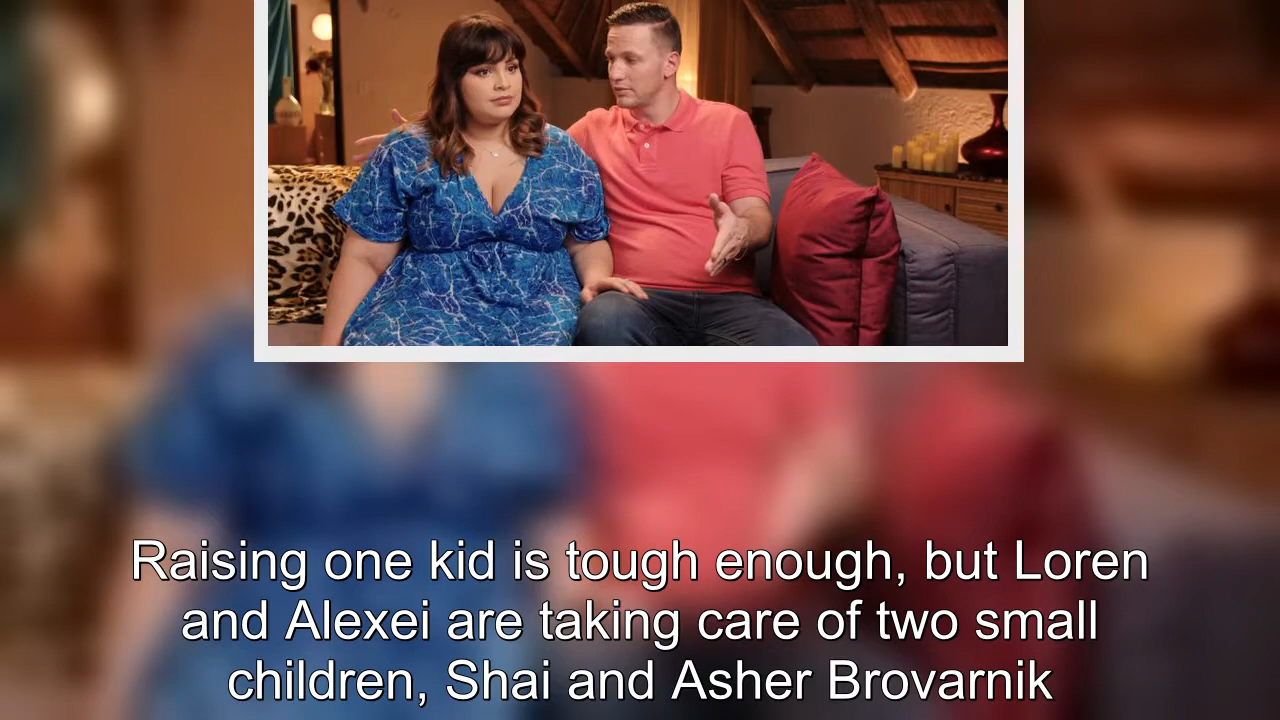 Raising one kid is tough enough, but Loren
and Alexei are taking care of two small
children, Shai and Asher Brovarnik